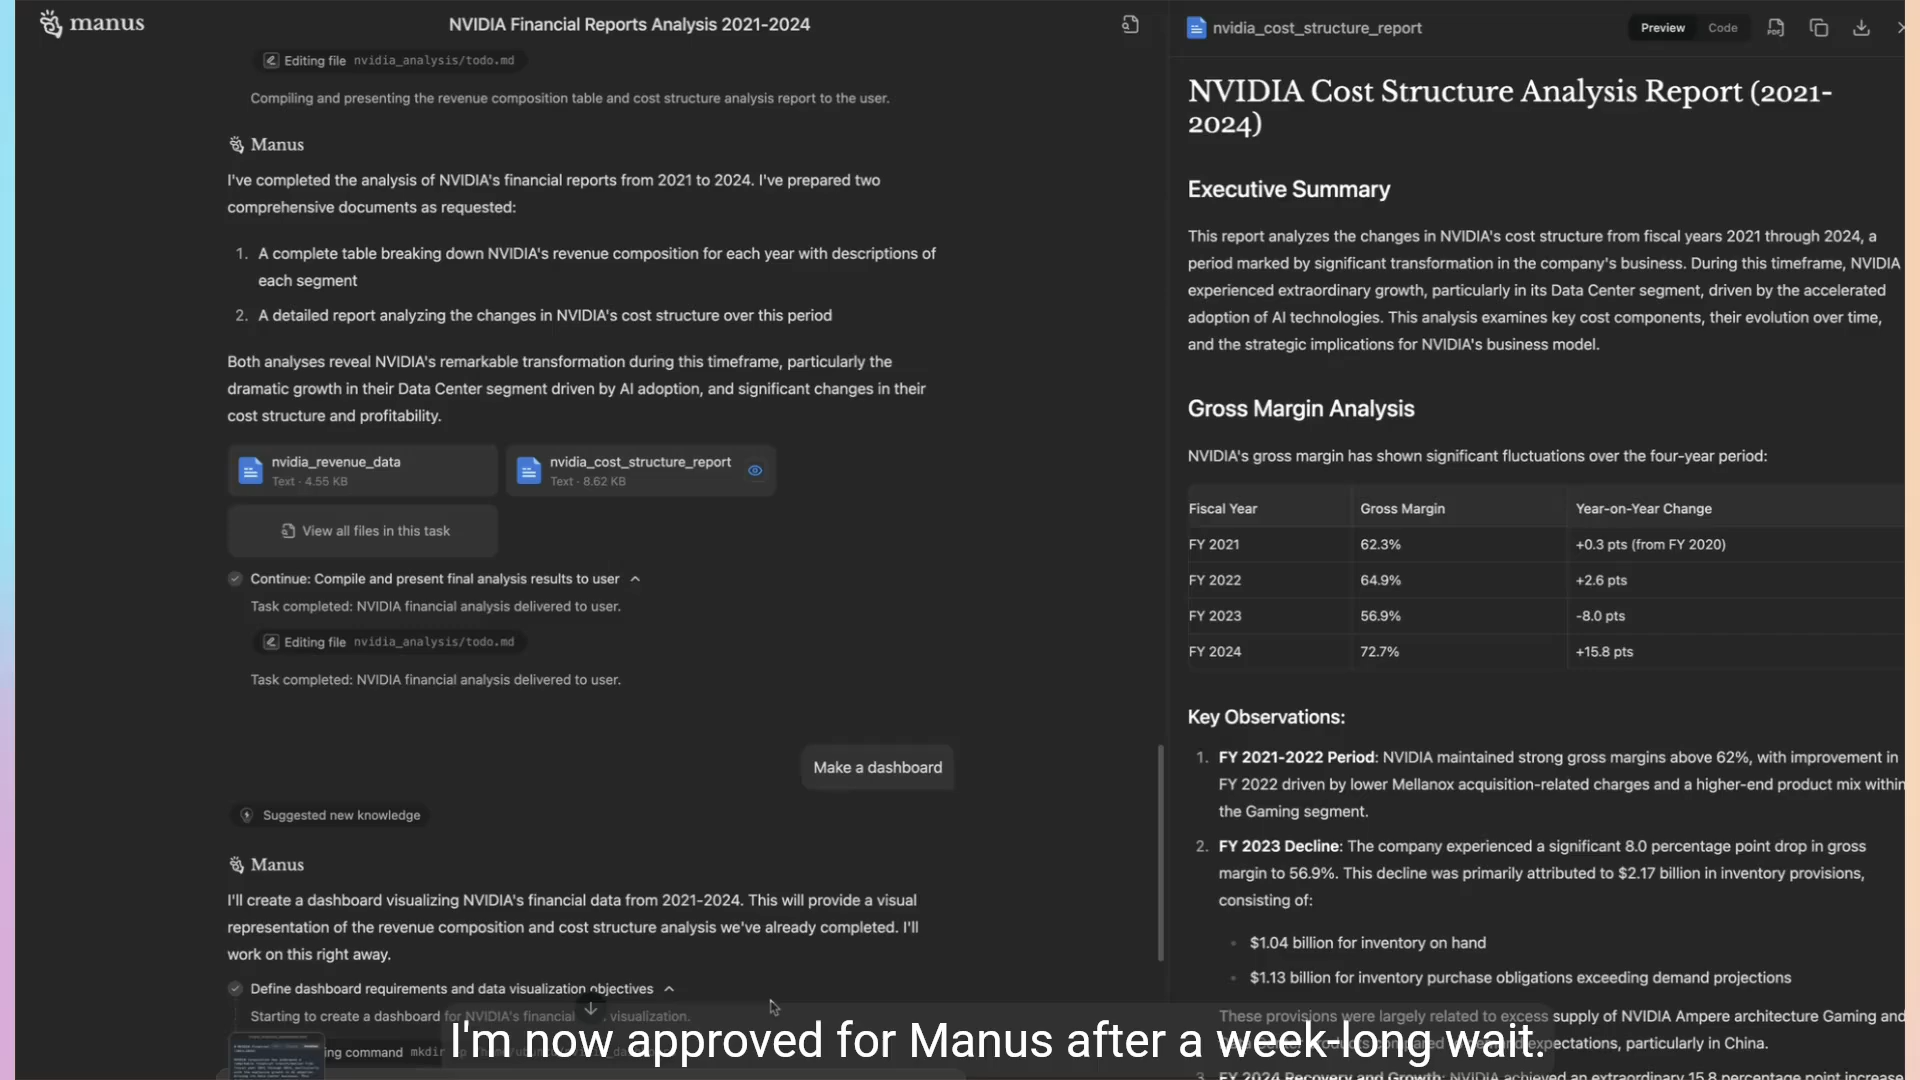 manus
NVIDIA Financial Reports Analysis 2021-2024
Editing file nvidia_analysis/todo.md
Compiling and presenting the revenue composition table and cost structure analysis report to the user.
Manus
I've completed the analysis of NVIDIA's financial reports from 2021 to 2024. I've prepared two
comprehensive documents as requested:
1. A complete table breaking down NVIDIA's revenue composition for each year with descriptions of
each segment
2. A detailed report analyzing the changes in NVIDIA's cost structure over this period
Both analyses reveal NVIDIA's remarkable transformation during this timeframe, particularly the
dramatic growth in their Data Center segment driven by AI adoption, and significant changes in their
cost structure and profitability.
nvidia_revenue_data
Text · 4.55 KB
nvidia_cost_structure_report
Text · 8.62 KB
View all files in this task
Continue: Compile and present final analysis results to user
Task completed: NVIDIA financial analysis delivered to user.
Editing file nvidia_analysis/todo.md
Task completed: NVIDIA financial analysis delivered to user.
Make a dashboard
Suggested new knowledge
Manus
I'll create a dashboard visualizing NVIDIA's financial data from 2021-2024. This will provide a visual
representation of the revenue composition and cost structure analysis we've already completed. I'll
work on this right away.
Define dashboard requirements and data visualization objectives
Starting to create a dashboard for NVIDIA's financial visualization.
ing command mkdir
nvidia_cost_structure_report
Preview Code
NVIDIA Cost Structure Analysis Report (2021-
2024)
Executive Summary
This report analyzes the changes in NVIDIA's cost structure from fiscal years 2021 through 2024, a
period marked by significant transformation in the company's business. During this timeframe, NVIDIA
experienced extraordinary growth, particularly in its Data Center segment, driven by the accelerated
adoption of AI technologies. This analysis examines key cost components, their evolution over time,
and the strategic implications for NVIDIA's business model.
Gross Margin Analysis
NVIDIA's gross margin has shown significant fluctuations over the four-year period:
Fiscal Year Gross Margin Year-on-Year Change
FY 2021 62.3% +0.3 pts (from FY 2020)
FY 2022 64.9% +2.6 pts
FY 2023 56.9% -8.0 pts
FY 2024 72.7% +15.8 pts
Key Observations:
1. FY 2021-2022 Period: NVIDIA maintained strong gross margins above 62%, with improvement in
FY 2022 driven by lower Mellanox acquisition-related charges and a higher-end product mix within
the Gaming segment.
2. FY 2023 Decline: The company experienced a significant 8.0 percentage point drop in gross
margin to 56.9%. This decline was primarily attributed to $2.17 billion in inventory provisions,
consisting of:
$1.04 billion for inventory on hand
$1.13 billion for inventory purchase obligations exceeding demand projections
These provisions were largely related to excess supply of NVIDIA Ampere architecture Gaming and
expectations, particularly in China.
3. FY 2024 Recovery and Growth: NVIDIA achieved an extraordinary 15.8 percentage point increase
I'm now approved for Manus after a week-long wait.